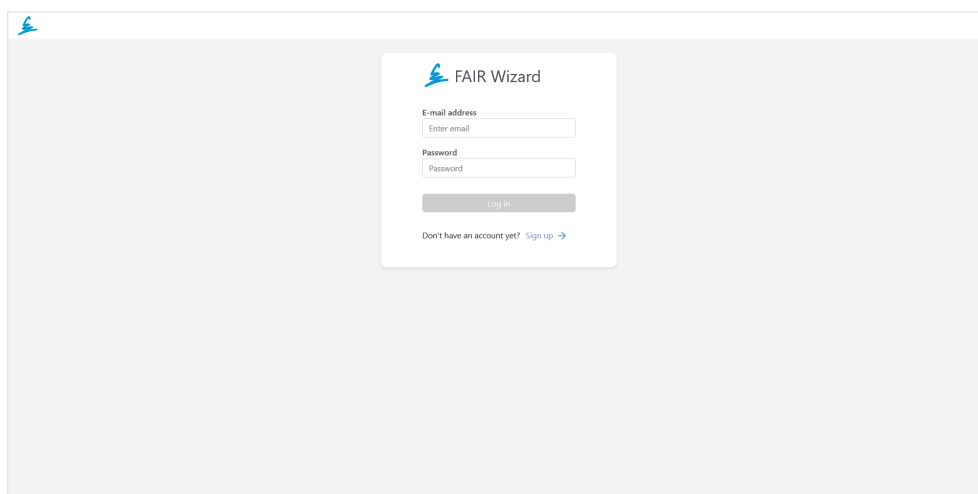 FAIR Wizard
E-mail address
Enter email
Password
Password
Log in
Don't have an account yet? Sign up →